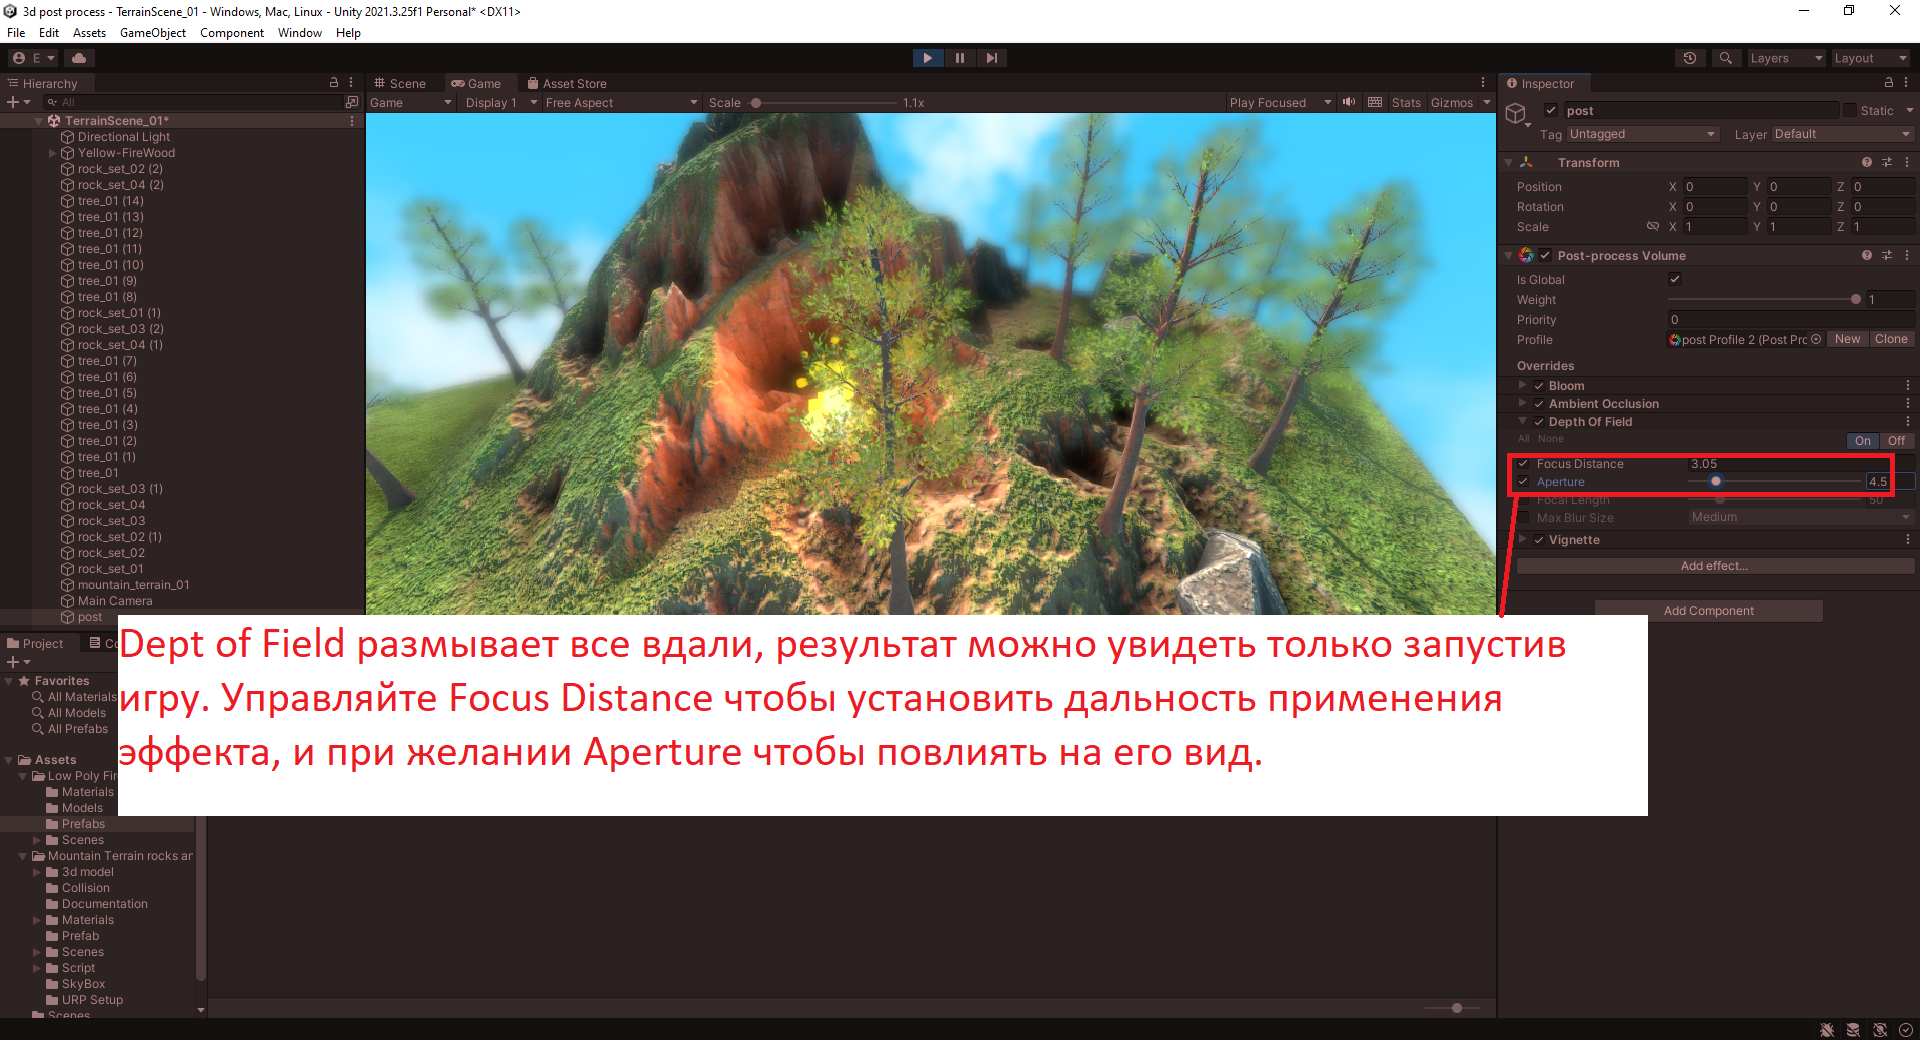 3d post process - TerrainScene_01 - Windows, Mac, Linux - Unity 2021.3.25f1 Personal* <DX11>
File Edit Assets GameObject Component Window Help
E Layers Layout
Hierarchy
All
TerrainScene_01*
Directional Light
Yellow-FireWood
rock_set_02 (2)
rock_set_04 (2)
tree_01 (14)
tree_01 (13)
tree_01 (12)
tree_01 (11)
tree_01 (10)
tree_01 (9)
tree_01 (8)
rock_set_01 (1)
rock_set_03 (2)
rock_set_04 (1)
tree_01 (7)
tree_01 (6)
tree_01 (5)
tree_01 (4)
tree_01 (3)
tree_01 (2)
tree_01 (1)
tree_01
rock_set_03 (1)
rock_set_04
rock_set_03
rock_set_02 (1)
rock_set_02
rock_set_01
mountain_terrain_01
Main Camera
post
Scene Game Asset Store
Game Display 1 Free Aspect Scale 1.1x Play Focused Stats Gizmos
Inspector
post Static
Tag Untagged Layer Default
Transform
Position X 0 Y 0 Z 0
Rotation X 0 Y 0 Z 0
Scale X 1 Y 1 Z 1
Post-process Volume
Is Global
Weight 1
Priority 0
Profile post Profile 2 (Post Prc New Clone
Overrides
Bloom
Ambient Occlusion
Depth Of Field
All None On Off
Focus Distance 3.05
Aperture 4.5
Focal Length 50
Max Blur Size Medium
Vignette
Add effect...
Add Component
Dept of Field размывает все вдали, результат можно увидеть только запустив
игру. Управляйте Focus Distance чтобы установить дальность применения
эффекта, и при желании Aperture чтобы повлиять на его вид.
Project Co
Favorites
All Materials
All Models
All Prefabs
Assets
Low Poly Fir
Materials
Models
Prefabs
Scenes
Mountain Terrain rocks ar
3d model
Collision
Documentation
Materials
Prefab
Scenes
Script
SkyBox
URP Setup
Scenes